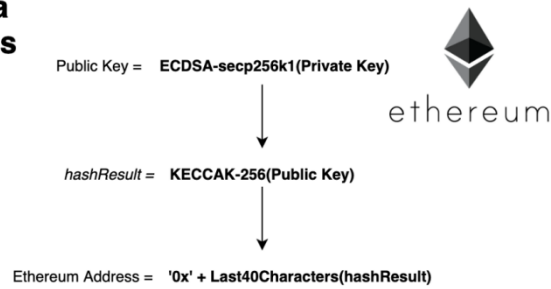 a
s
Public Key = ECDSA-secp256k1(Private Key)
ethereum
hashResult = KECCAK-256(Public Key)
Ethereum Address = '0x' + Last40Characters(hashResult)